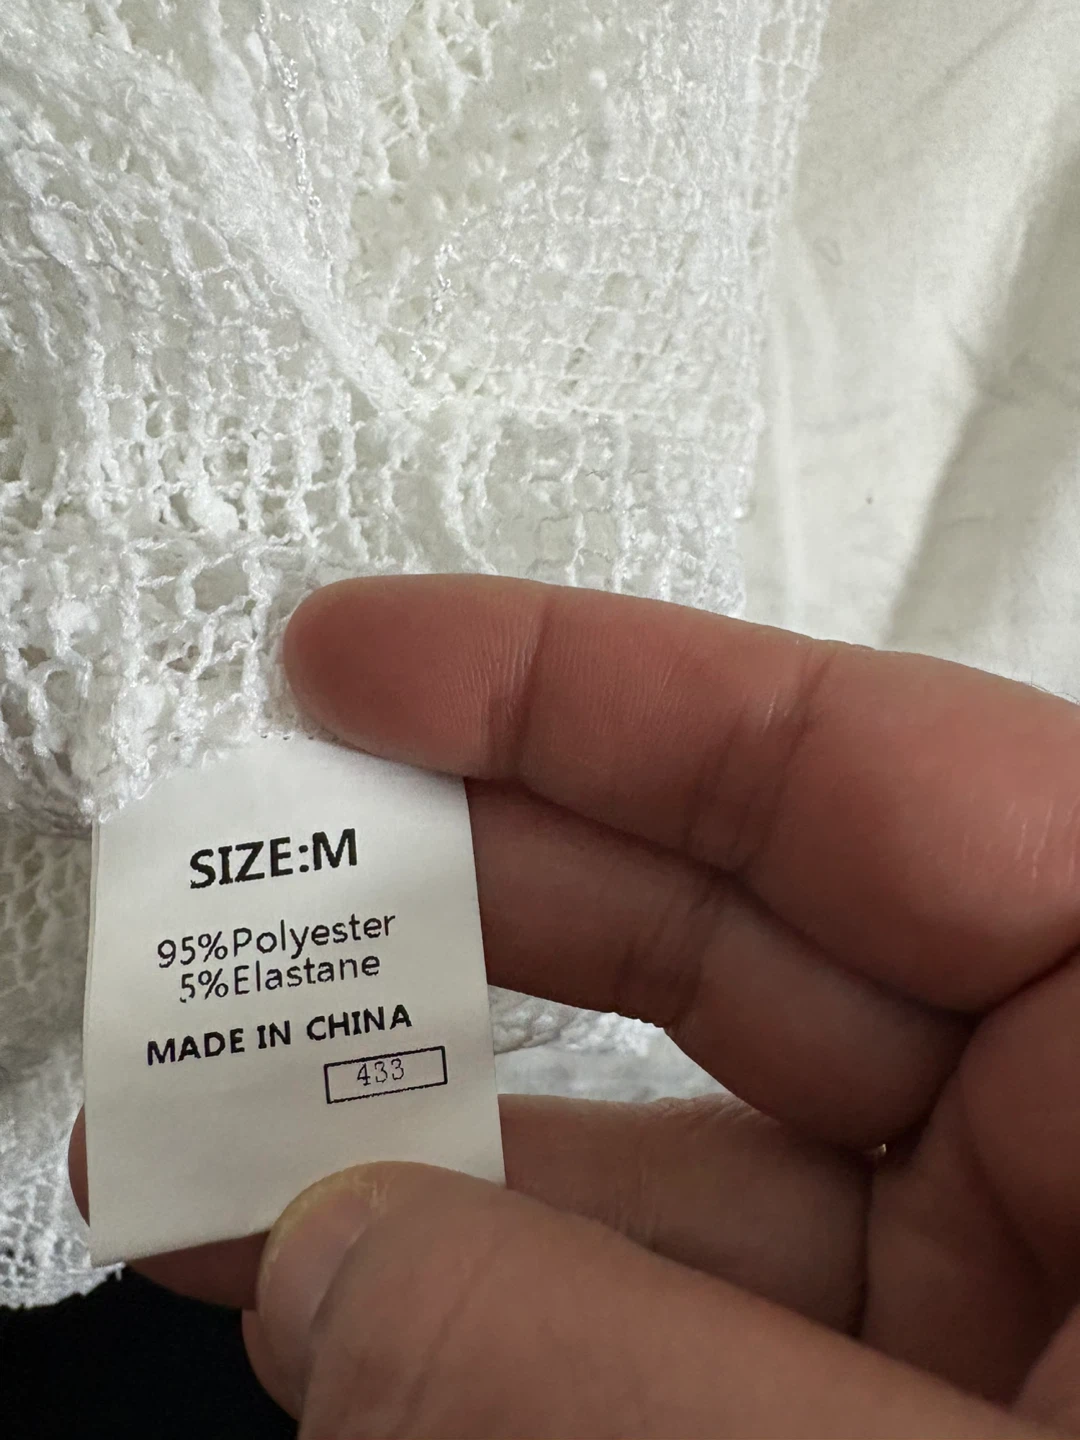 SIZE:M
95%Polyester
5%Elastane
MADE IN CHINA
433